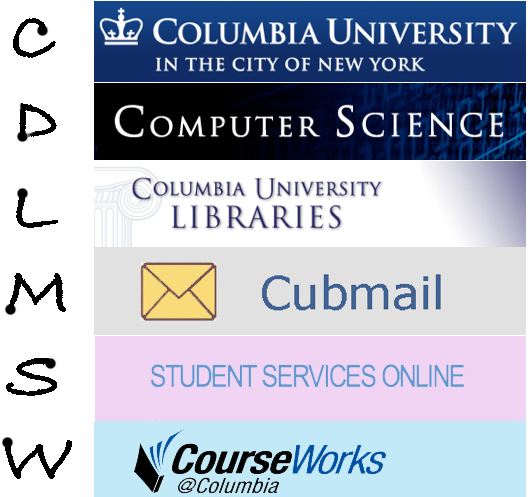 C
COLUMBIA UNIVERSITY
IN THE CITY OF NEW YORK
D
COMPUTER SCIENCE
L
COLUMBIA UNIVERSITY
LIBRARIES
M
Cubmail
S
STUDENT SERVICES ONLINE
W
CourseWorks
@Columbia